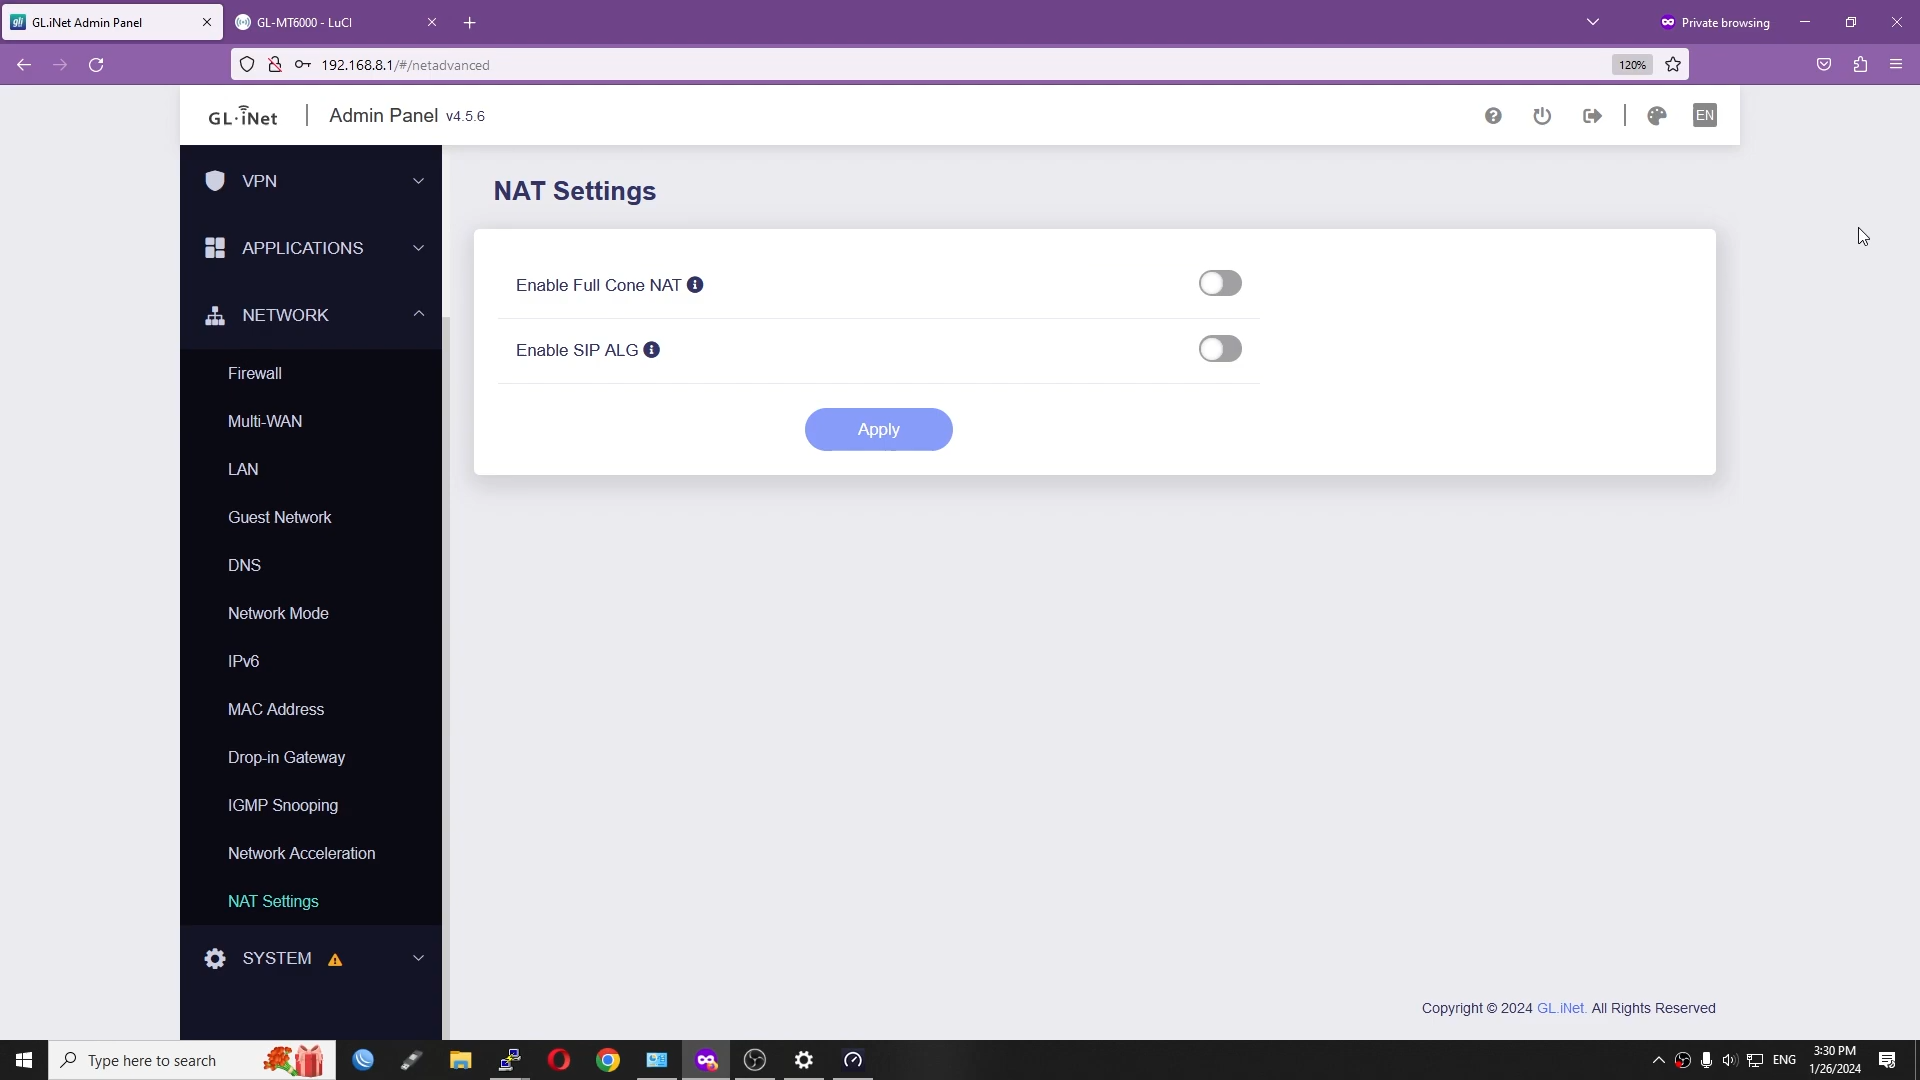 GL.iNet Admin Panel
GL-MT6000 - LuCI
Private browsing
192.168.8.1/#/netadvanced
120%
GL·iNet
Admin Panel v4.5.6
EN
VPN
APPLICATIONS
NETWORK
Firewall
Multi-WAN
LAN
Guest Network
DNS
Network Mode
IPv6
MAC Address
Drop-in Gateway
IGMP Snooping
Network Acceleration
NAT Settings
SYSTEM
NAT Settings
Enable Full Cone NAT
Enable SIP ALG
Apply
Copyright © 2024 GL.iNet. All Rights Reserved
Type here to search
ENG
3:30 PM
1/26/2024